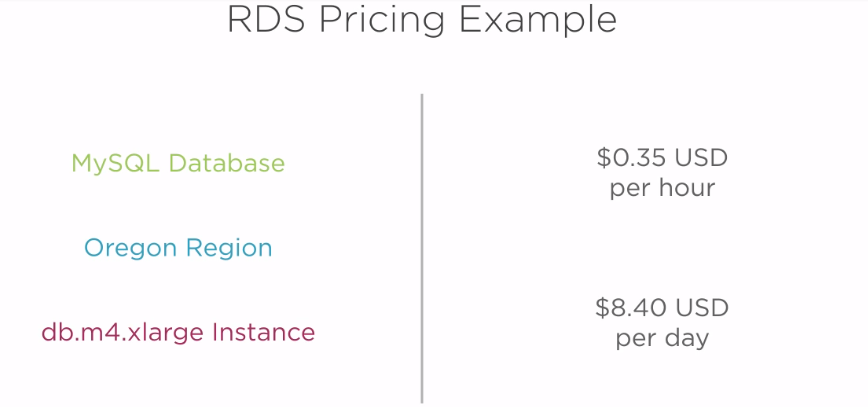 RDS Pricing Example
MySQL Database
Oregon Region
db.m4.xlarge Instance
$0.35 USD
per hour
$8.40 USD
per day